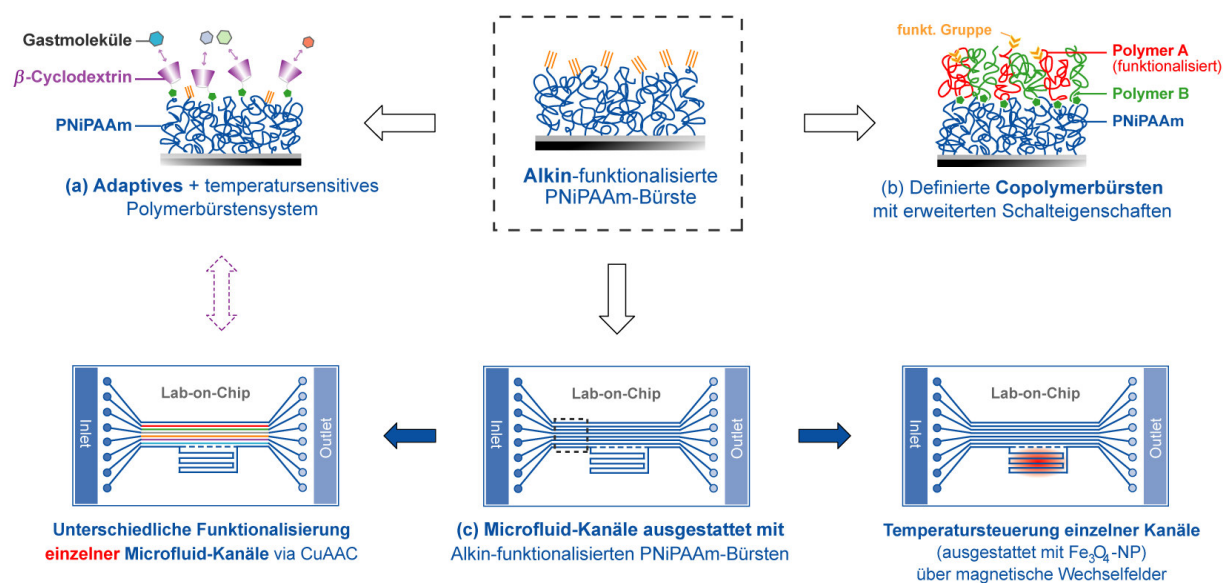 Gastmoleküle
β-Cyclodextrin
PNiPAAm
(a) Adaptives + temperatursensitives
Polymerbürstensystem
Alkin-funktionalisierte
PNiPAAm-Bürste
funkt. Gruppe
Polymer A
(funktionalisiert)
Polymer B
PNiPAAm
(b) Definierte Copolymerbürsten
mit erweiterten Schalteigenschaften
Inlet
Lab-on-Chip
Outlet
Unterschiedliche Funktionalisierung
einzelner Microfluid-Kanäle via CuAAC
Inlet
Lab-on-Chip
Outlet
(c) Microfluid-Kanäle ausgestattet mit
Alkin-funktionalisierten PNiPAAm-Bürsten
Inlet
Lab-on-Chip
Outlet
Temperatursteuerung einzelner Kanäle
(ausgestattet mit Fe₃O₄-NP)
über magnetische Wechselfelder